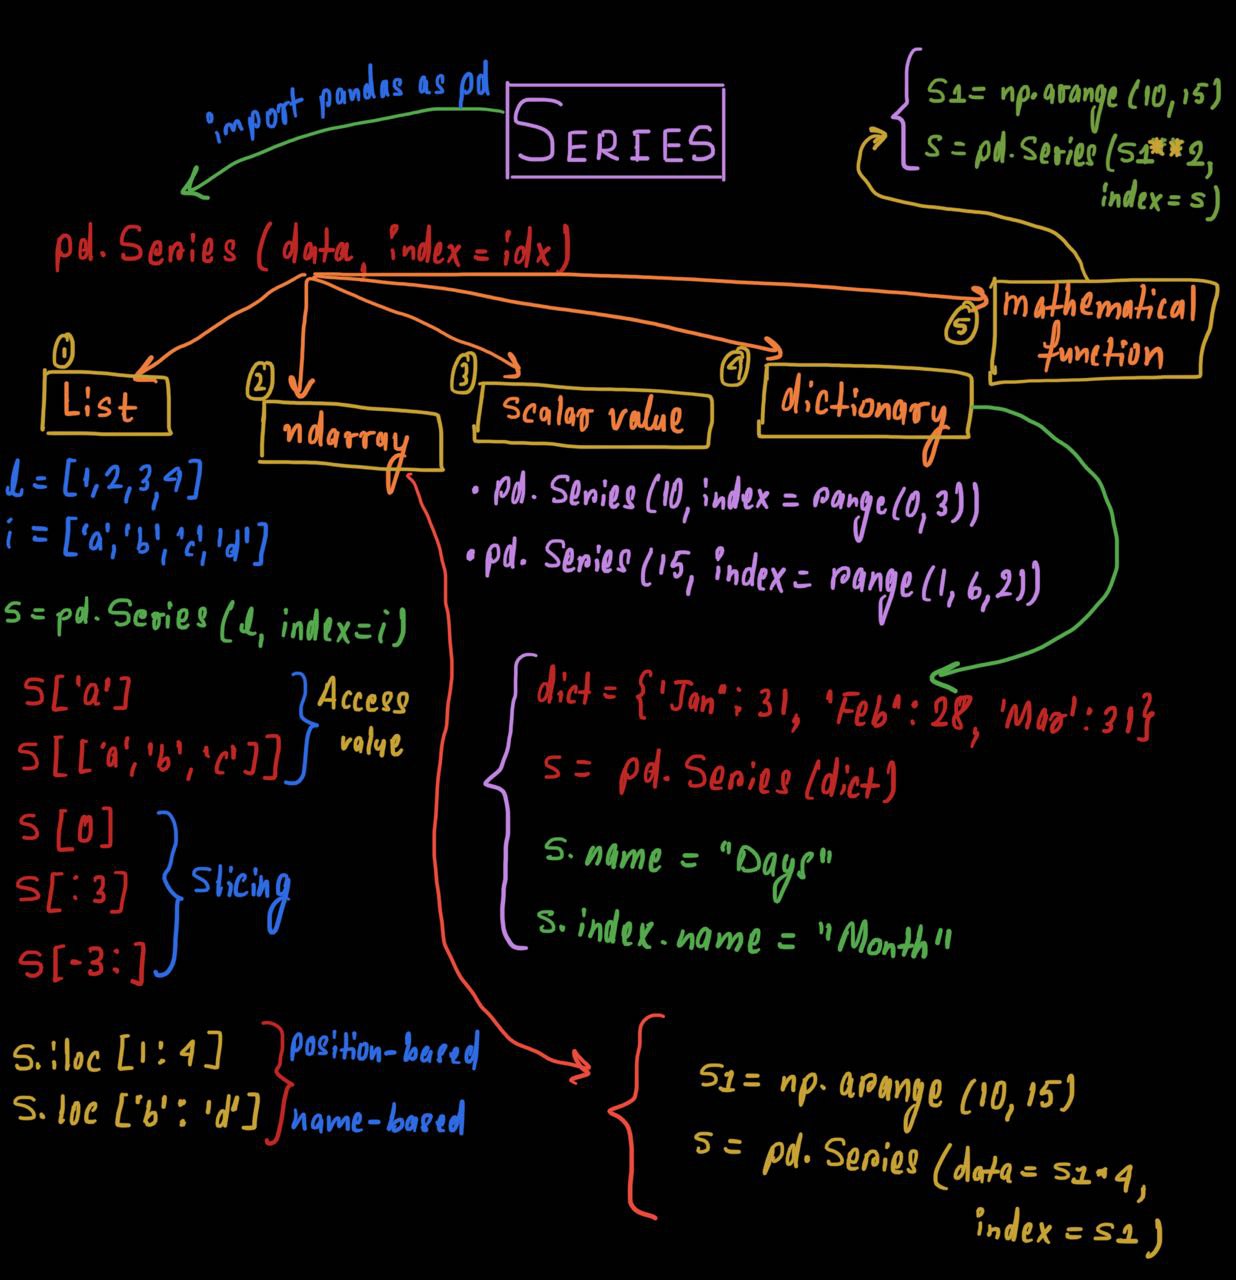 import pandas as pd
SERIES
S1 = np.arange (10,15)
S = pd.Series (S1**2,
index = s)
pd. Series ( data, index = idx )
① List
② ndarray
③ Scalar value
④ dictionary
⑤ mathematical
function
l = [1,2,3,4]
i = ['a','b','c','d']
s = pd. Series (l, index=i)
S['a']
S[['a','b','c']]
Access
value
S[0]
S[:3]
S[-3:]
Slicing
S.iloc [1:4]
position-based
S.loc ['b': 'd']
name-based
• pd. Series (10, index = range(0,3))
• pd. Series (15, index = range(1,6,2))
dict = {'Jan": 31, "Feb": 28, 'Mar': 31}
S = pd. Series (dict)
S. name = "Days"
S. index. name = "Month"
S1 = np. arange (10,15)
S = pd. Series (data = S1*4,
index = S1)